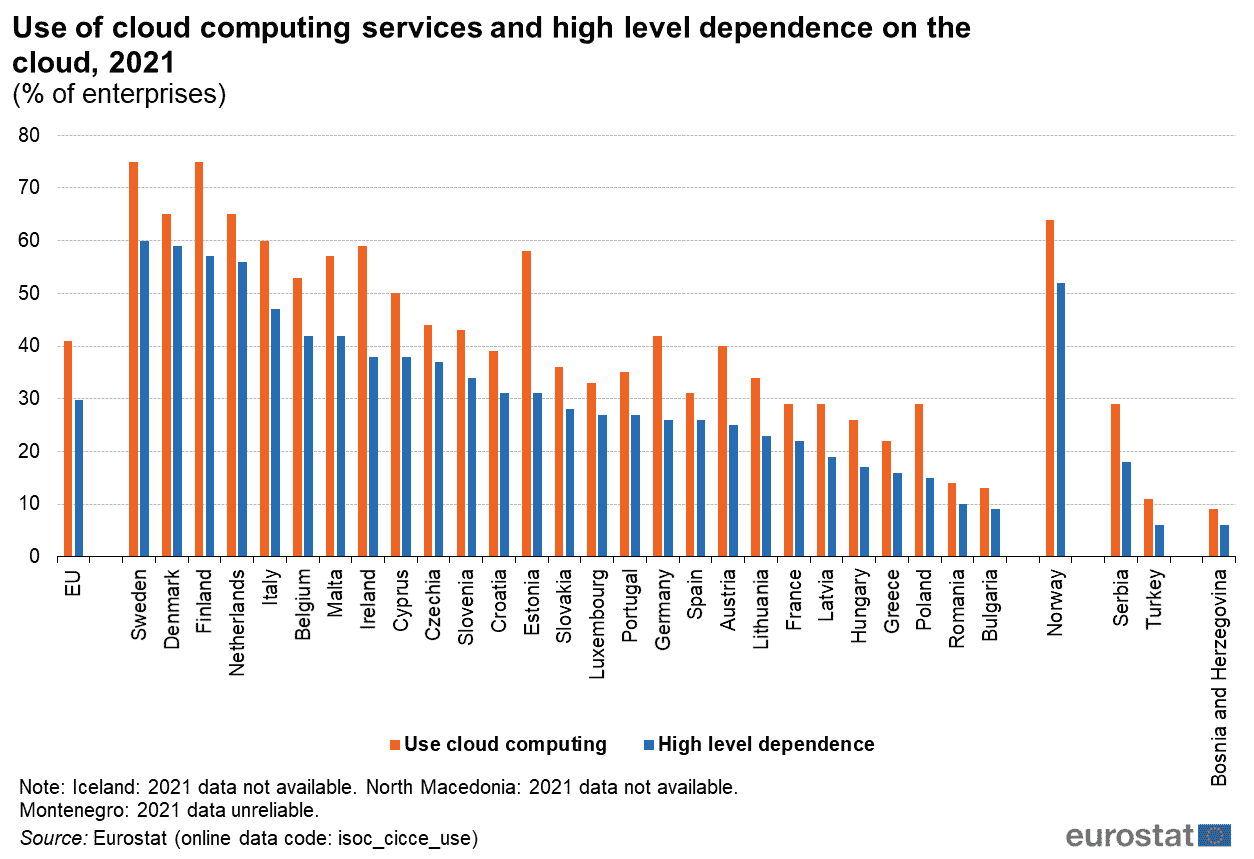 Use of cloud computing services and high level dependence on the
cloud, 2021
(% of enterprises)
80
70
60
50
40
30
20
10
0
EU
Sweden
Denmark
Finland
Netherlands
Italy
Belgium
Malta
Ireland
Cyprus
Czechia
Slovenia
Croatia
Estonia
Slovakia
Luxembourg
Portugal
Germany
Spain
Austria
Lithuania
France
Latvia
Hungary
Greece
Poland
Romania
Bulgaria
Norway
Serbia
Turkey
Bosnia and Herzegovina
Use cloud computing
High level dependence
Note: Iceland: 2021 data not available. North Macedonia: 2021 data not available.
Montenegro: 2021 data unreliable.
Source: Eurostat (online data code: isoc_cicce_use)
eurostat